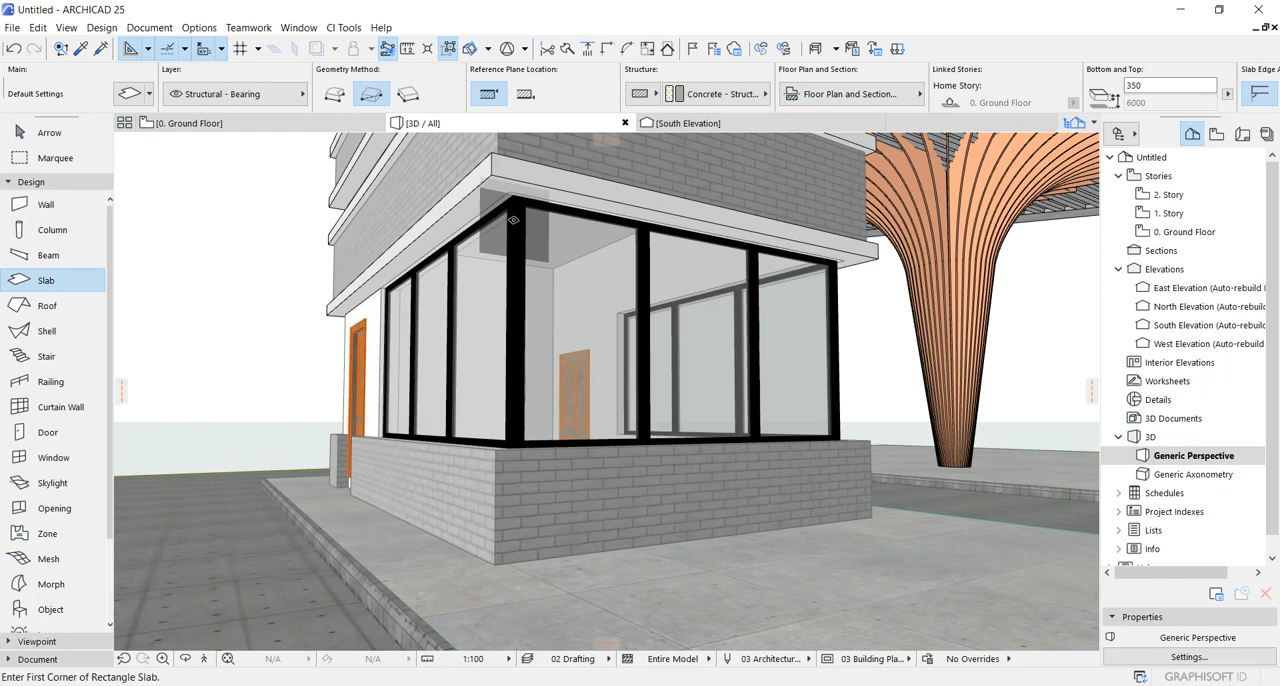 Untitled - ARCHICAD 25
File Edit View Design Document Options Teamwork Window CI Tools Help
Main: Layer: Geometry Method: Reference Plane Location: Structure: Floor Plan and Section: Linked Stories: Bottom and Top: Slab Edge A
Default Settings Structural - Bearing Concrete - Struct... Floor Plan and Section... Home Story: 350
0. Ground Floor 6000
[0. Ground Floor] [3D / All] [South Elevation]
Arrow
Marquee
Design
Wall
Column
Beam
Slab
Roof
Shell
Stair
Railing
Curtain Wall
Door
Window
Skylight
Opening
Zone
Mesh
Morph
Object
Viewpoint
Document
Untitled
Stories
2. Story
1. Story
0. Ground Floor
Sections
Elevations
East Elevation (Auto-rebuild
North Elevation (Auto-rebuild
South Elevation (Auto-rebuild
West Elevation (Auto-rebuild
Interior Elevations
Worksheets
Details
3D Documents
3D
Generic Perspective
Generic Axonometry
Schedules
Project Indexes
Lists
Info
Properties
Generic Perspective
Settings...
N/A N/A 1:100 02 Drafting Entire Model 03 Architectur... 03 Building Pla... No Overrides
Enter First Corner of Rectangle Slab.
GRAPHISOFT ID